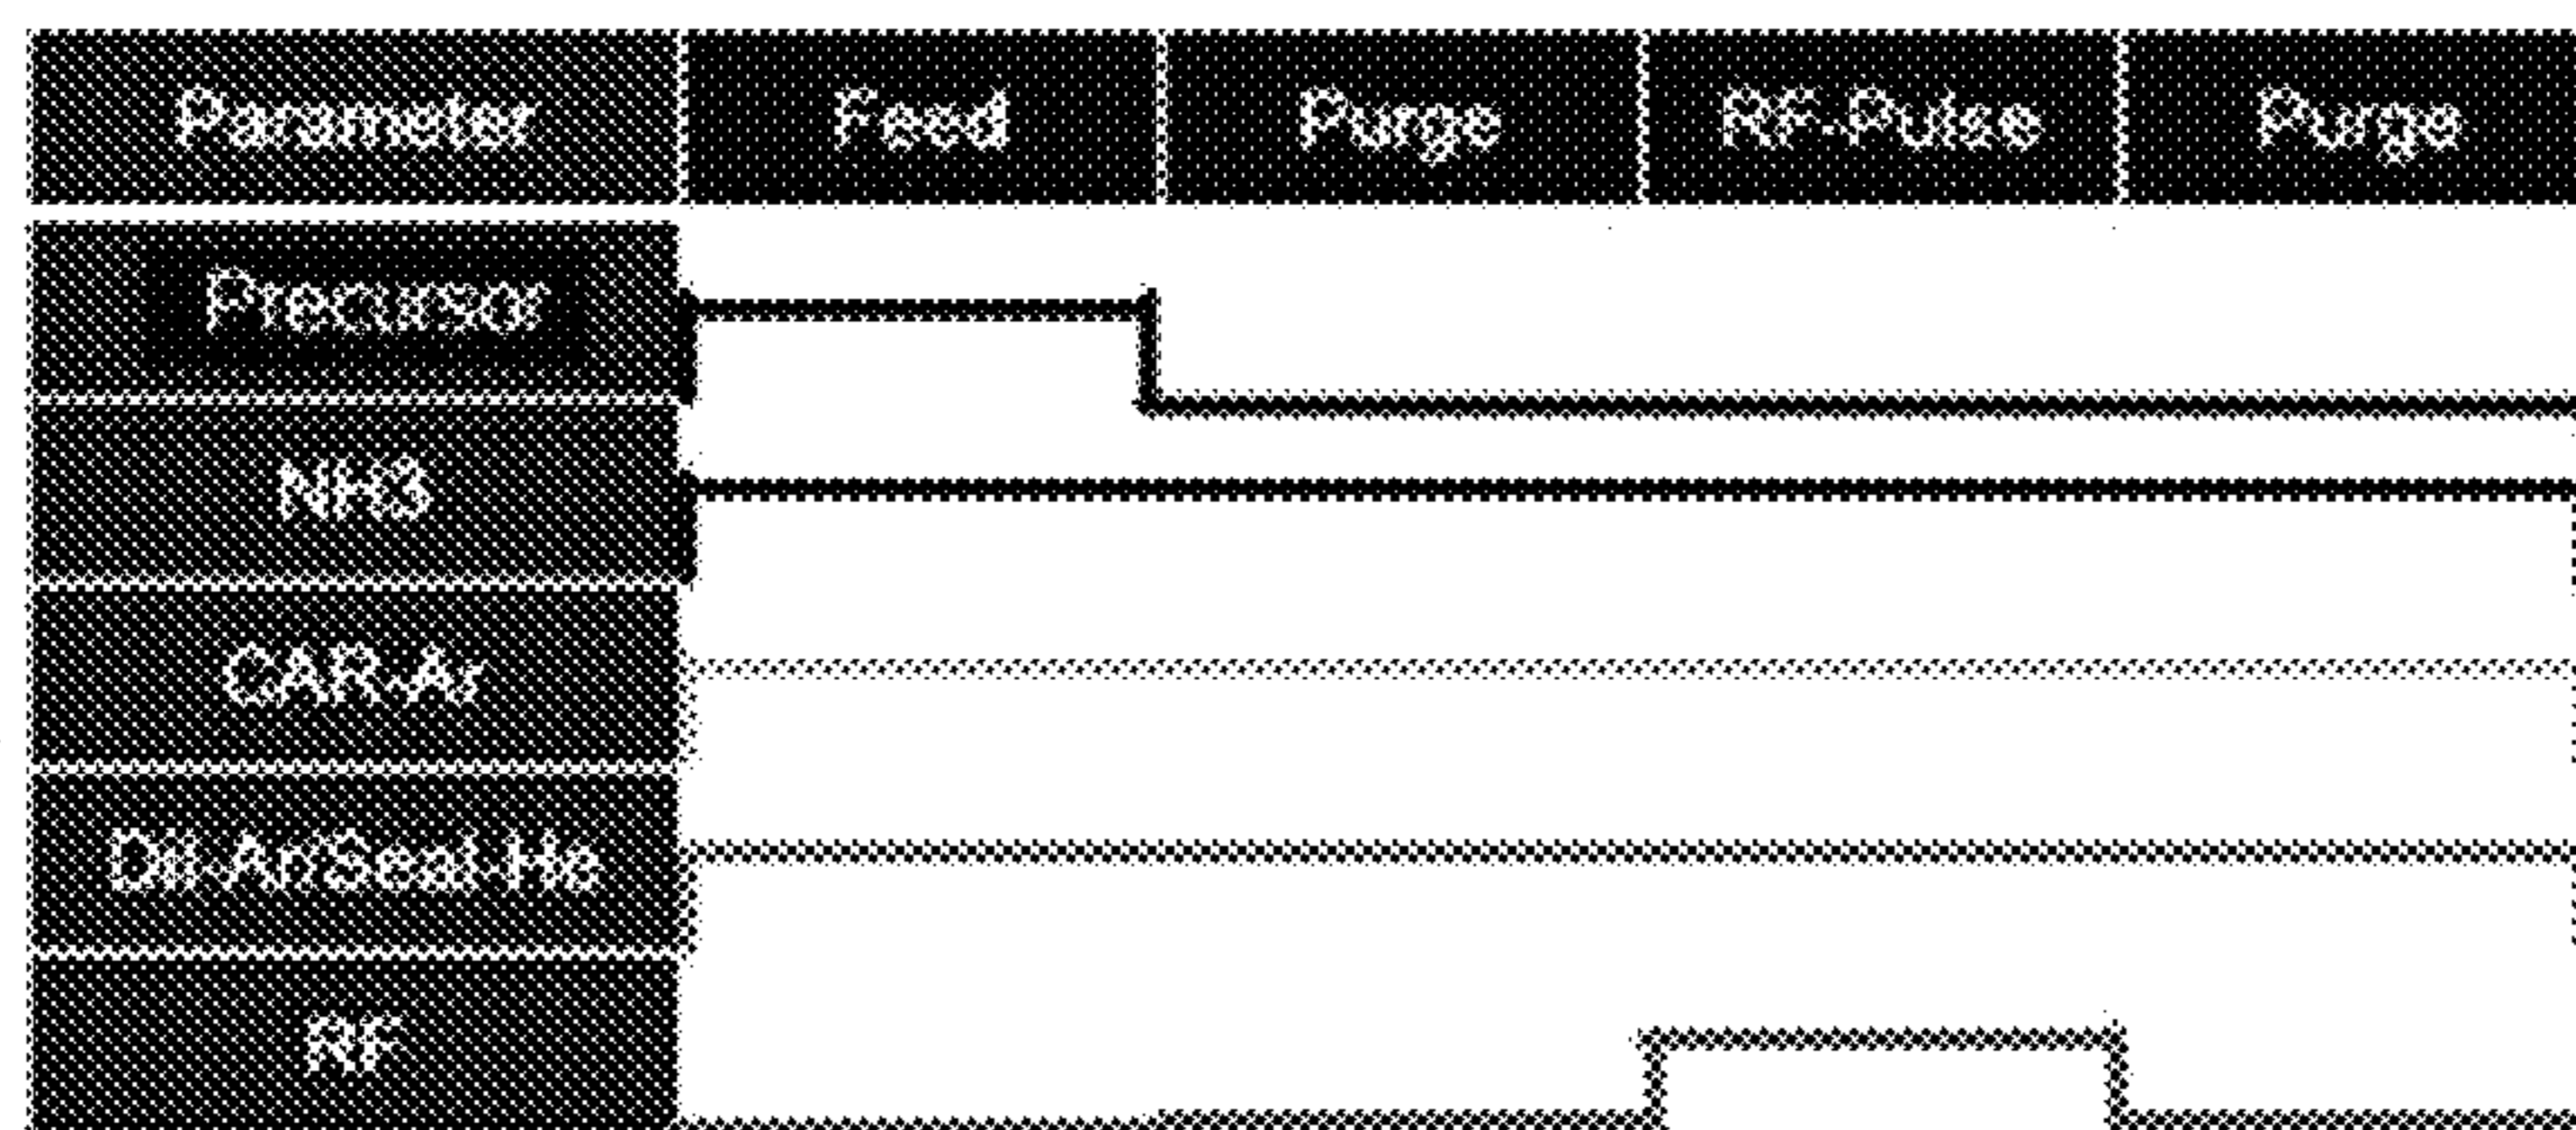 Parameter Feed Purge RF-Pulse Purge
Precursor
NH3
CAR-Ar
Dil-Ar/Seal-He
RF